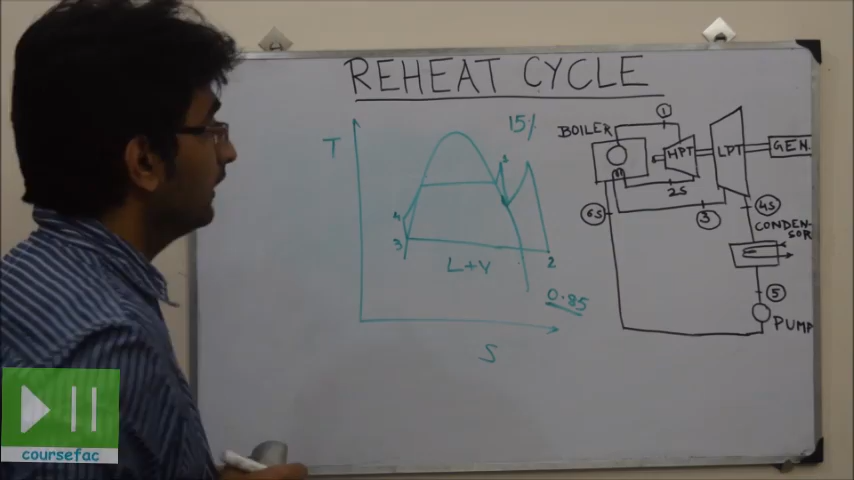 REHEAT CYCLE
T
15%
1
4
3
L+V
2
0.85
S
BOILER
1
HPT
LPT
GEN.
2S
3
4S
6S
CONDEN-
SOR
5
PUMP
coursefac